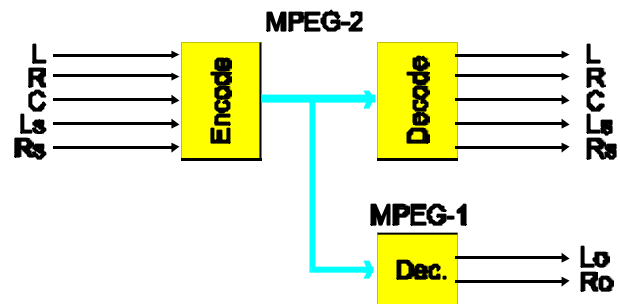 MPEG-2
L
R
C
Ls
Rs
Encode
Decode
L
R
C
Ls
Rs
MPEG-1
Dec.
Lo
Ro